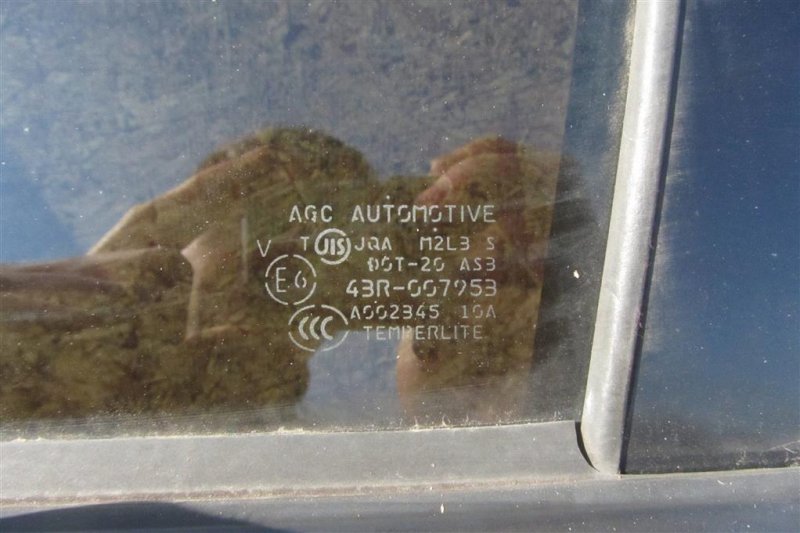 AGC AUTOMOTIVE
V T JIS JQA M2L3 S
DOT-20 AS3
E6 43R-007953
CCC A002345 10A
TEMPERLITE